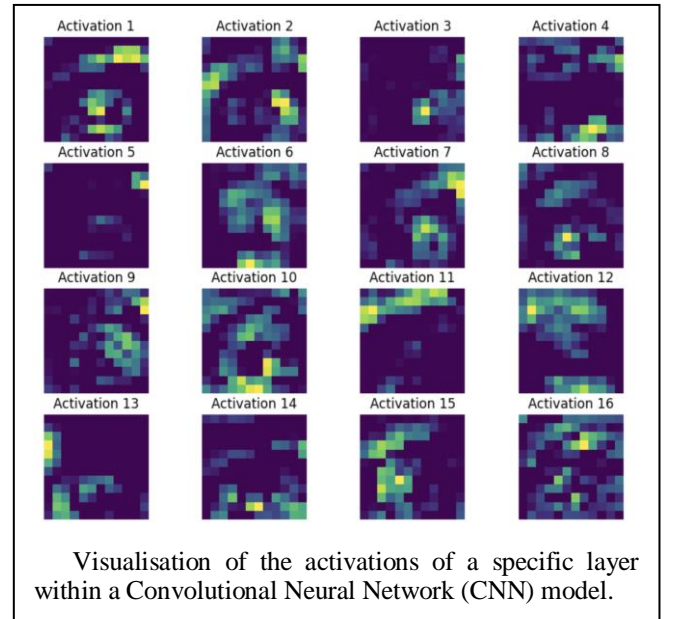 Activation 1 Activation 2 Activation 3 Activation 4
Activation 5 Activation 6 Activation 7 Activation 8
Activation 9 Activation 10 Activation 11 Activation 12
Activation 13 Activation 14 Activation 15 Activation 16
Visualisation of the activations of a specific layer
within a Convolutional Neural Network (CNN) model.